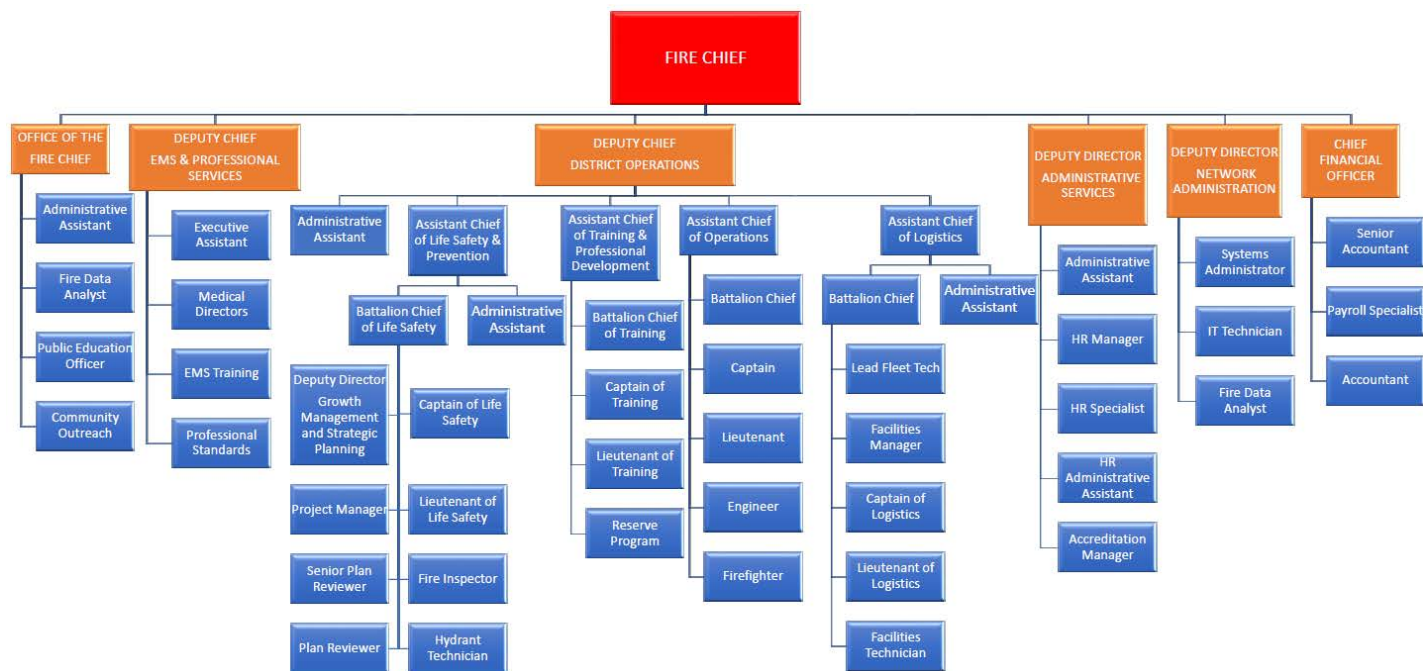 FIRE CHIEF
OFFICE OF THE
FIRE CHIEF
Administrative
Assistant
Fire Data
Analyst
Public Education
Officer
Community
Outreach
DEPUTY CHIEF
EMS & PROFESSIONAL
SERVICES
Executive
Assistant
Medical
Directors
EMS Training
Professional
Standards
DEPUTY CHIEF
DISTRICT OPERATIONS
Administrative
Assistant
Assistant Chief
of Life Safety &
Prevention
Battalion Chief
of Life Safety
Administrative
Assistant
Deputy Director
Growth
Management
and Strategic
Planning
Captain of Life
Safety
Project Manager
Lieutenant of
Life Safety
Senior Plan
Reviewer
Fire Inspector
Plan Reviewer
Hydrant
Technician
Assistant Chief
of Training &
Professional
Development
Battalion Chief
of Training
Captain of
Training
Lieutenant of
Training
Reserve
Program
Assistant Chief
of Operations
Battalion Chief
Captain
Lieutenant
Engineer
Firefighter
Assistant Chief
of Logistics
Battalion Chief
Administrative
Assistant
Lead Fleet Tech
Facilities
Manager
Captain of
Logistics
Lieutenant of
Logistics
Facilities
Technician
DEPUTY DIRECTOR
ADMINISTRATIVE
SERVICES
Administrative
Assistant
HR Manager
HR Specialist
HR
Administrative
Assistant
Accreditation
Manager
DEPUTY DIRECTOR
NETWORK
ADMINISTRATION
Systems
Administrator
IT Technician
Fire Data
Analyst
CHIEF
FINANCIAL
OFFICER
Senior
Accountant
Payroll Specialist
Accountant